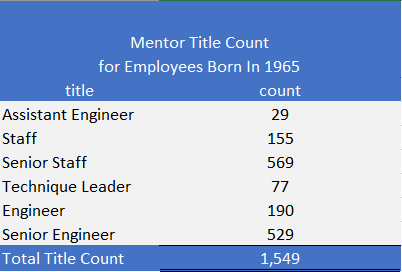 Mentor Title Count
for Employees Born In 1965
title count
Assistant Engineer 29
Staff 155
Senior Staff 569
Technique Leader 77
Engineer 190
Senior Engineer 529
Total Title Count 1,549